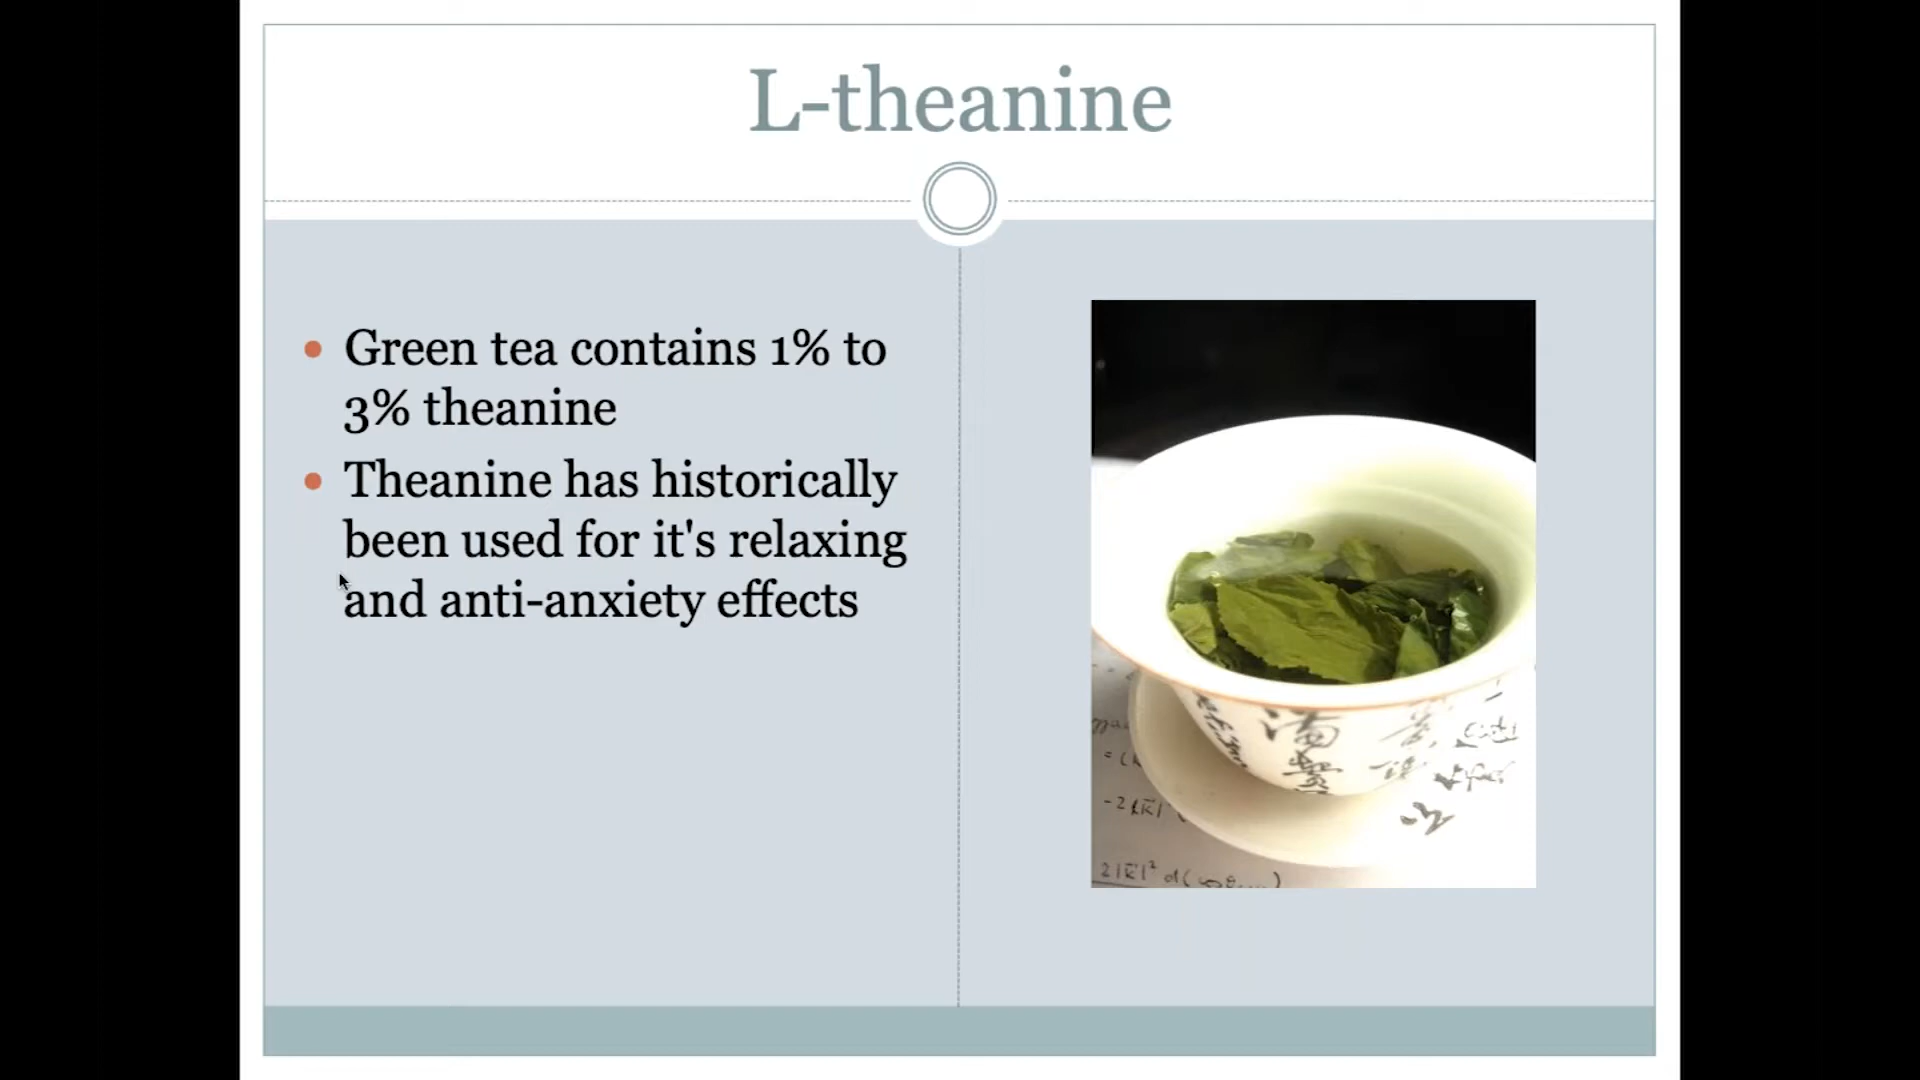 L-theanine
Green tea contains 1% to
3% theanine
Theanine has historically
been used for it's relaxing
and anti-anxiety effects